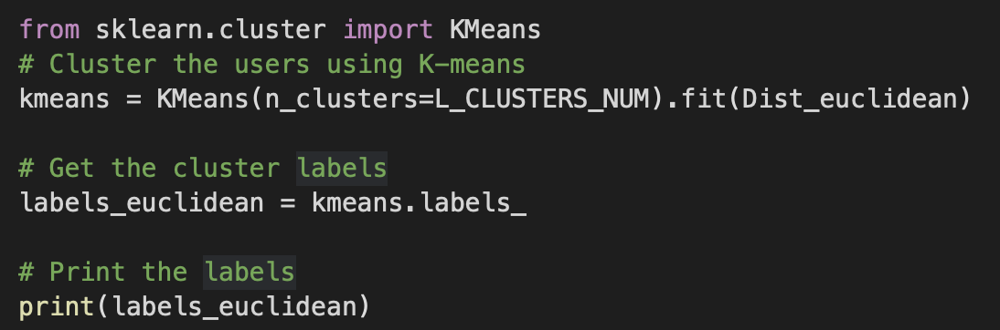 from sklearn.cluster import KMeans
# Cluster the users using K-means
kmeans = KMeans(n_clusters=L_CLUSTERS_NUM).fit(Dist_euclidean)
# Get the cluster labels
labels_euclidean = kmeans.labels_
# Print the labels
print(labels_euclidean)